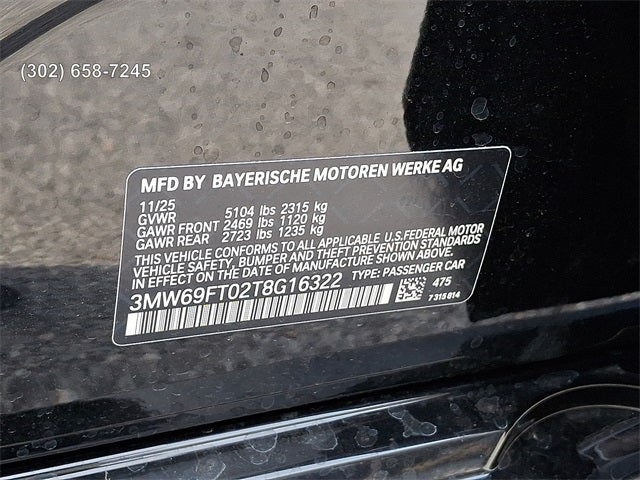 (302) 658-7245
MFD BY BAYERISCHE MOTOREN WERKE AG
11/25
GVWR 5104 lbs 2315 kg
GAWR FRONT 2469 lbs 1120 kg
GAWR REAR 2723 lbs 1235 kg
THIS VEHICLE CONFORMS TO ALL APPLICABLE U.S.FEDERAL MOTOR
VEHICLE SAFETY, BUMPER AND THEFT PREVENTION STANDARDS
IN EFFECT ON THE DATE OF MANUFACTURE SHOWN ABOVE.
3MW69FT02T8G16322 TYPE: PASSENGER CAR
475
7 315 814